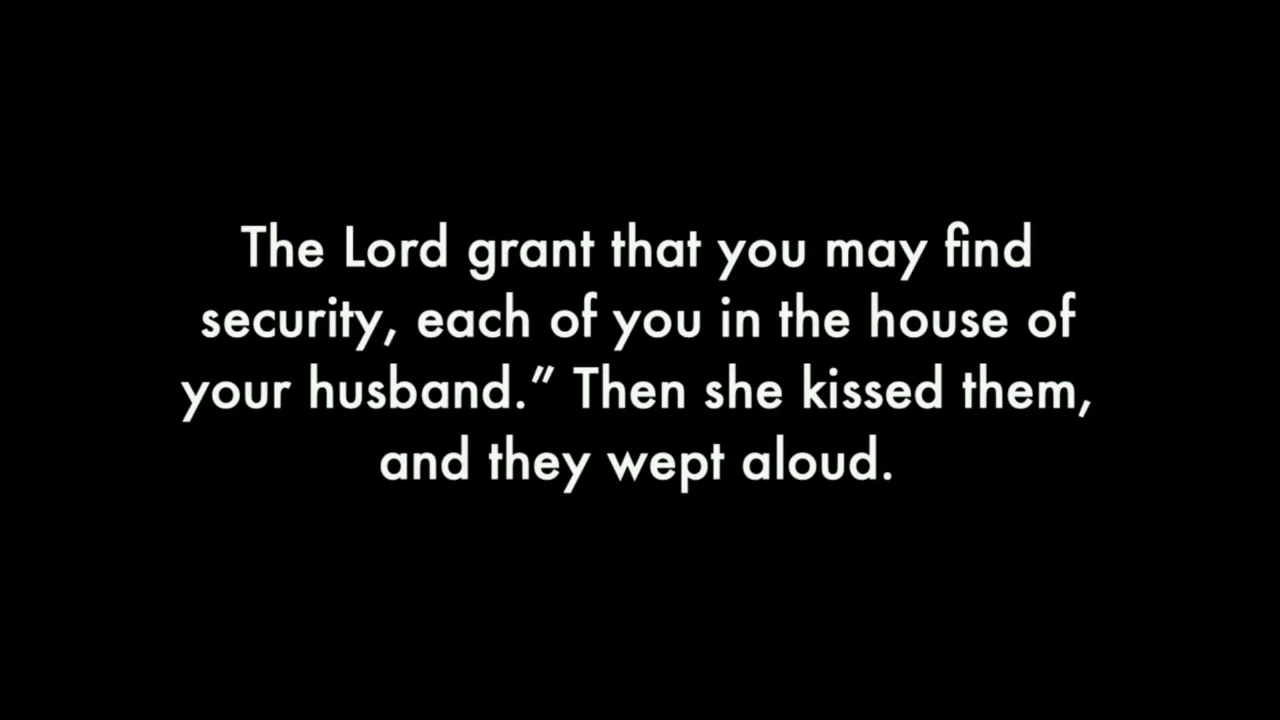 The Lord grant that you may find
security, each of you in the house of
your husband.” Then she kissed them,
and they wept aloud.